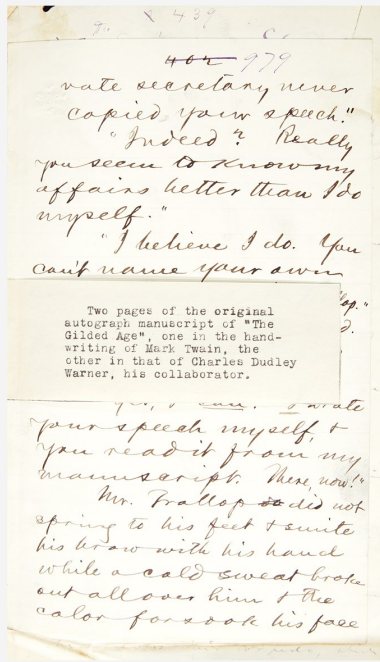 439
407 979
vate secretary never
copied your speech."
"Indeed? Really
you seem to know my
affairs better than I do
myself."
"I believe I do. You
can't name your own
llop."
d.
Two pages of the original
autograph manuscript of "The
Gilded Age", one in the hand-
writing of Mark Twain, the
other in that of Charles Dudley
Warner, his collaborator.
I wrote
your speech myself, &
you read it from my
manuscript. There, now!"
Mr. Trollop did not
spring to his feet & smite
his brow with his hand
while a cold sweat broke
out all over him & the
color forsook his face